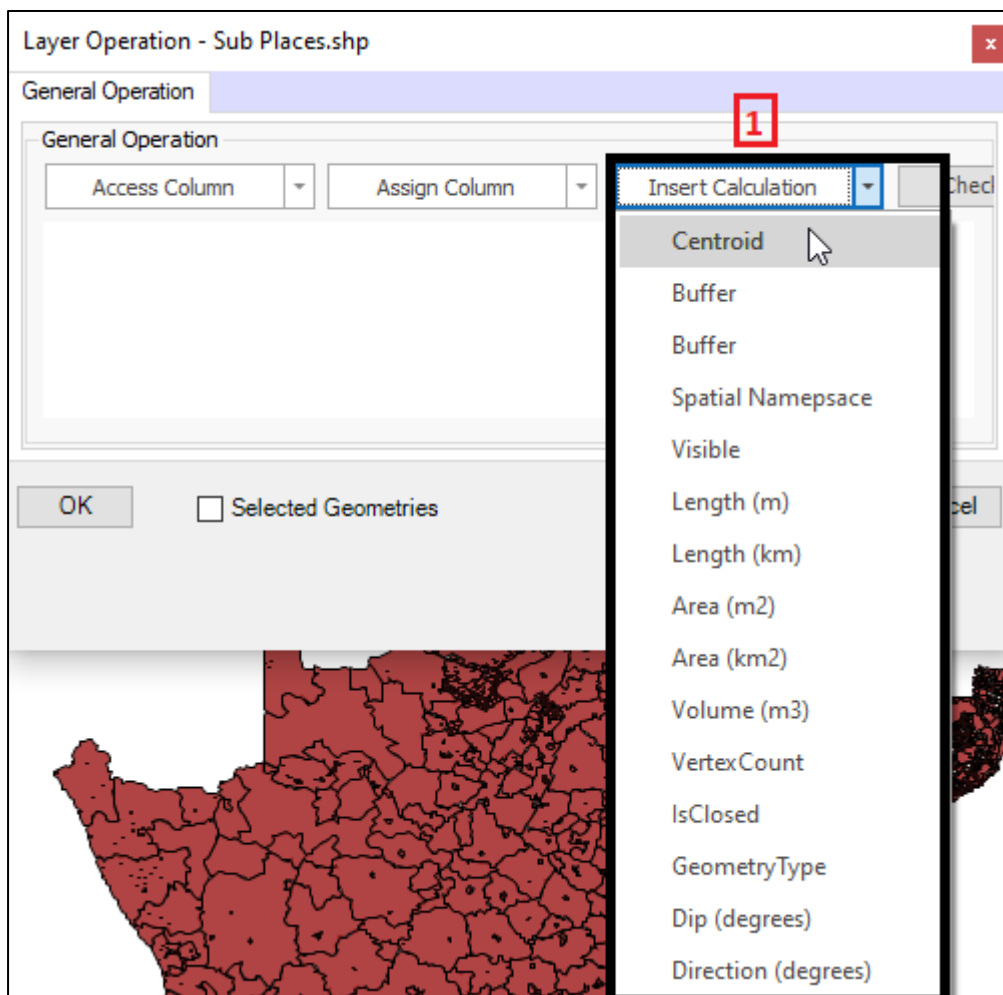 Layer Operation - Sub Places.shp
x
General Operation
1
General Operation
Access Column
Assign Column
Insert Calculation
Chec
Centroid
Buffer
Buffer
Spatial Namepsace
Visible
Length (m)
Length (km)
Area (m2)
Area (km2)
Volume (m3)
VertexCount
IsClosed
GeometryType
Dip (degrees)
Direction (degrees)
OK
Selected Geometries
cel